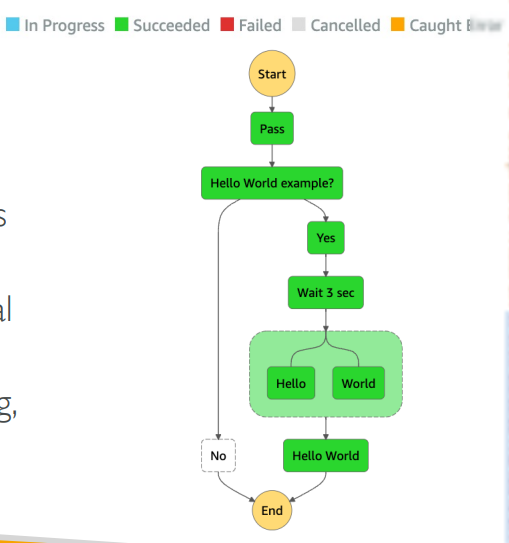 In Progress Succeeded Failed Cancelled Caught
Start
Pass
Hello World example?
s
Yes
Wait 3 sec
al
Hello World
g,
No Hello World
End